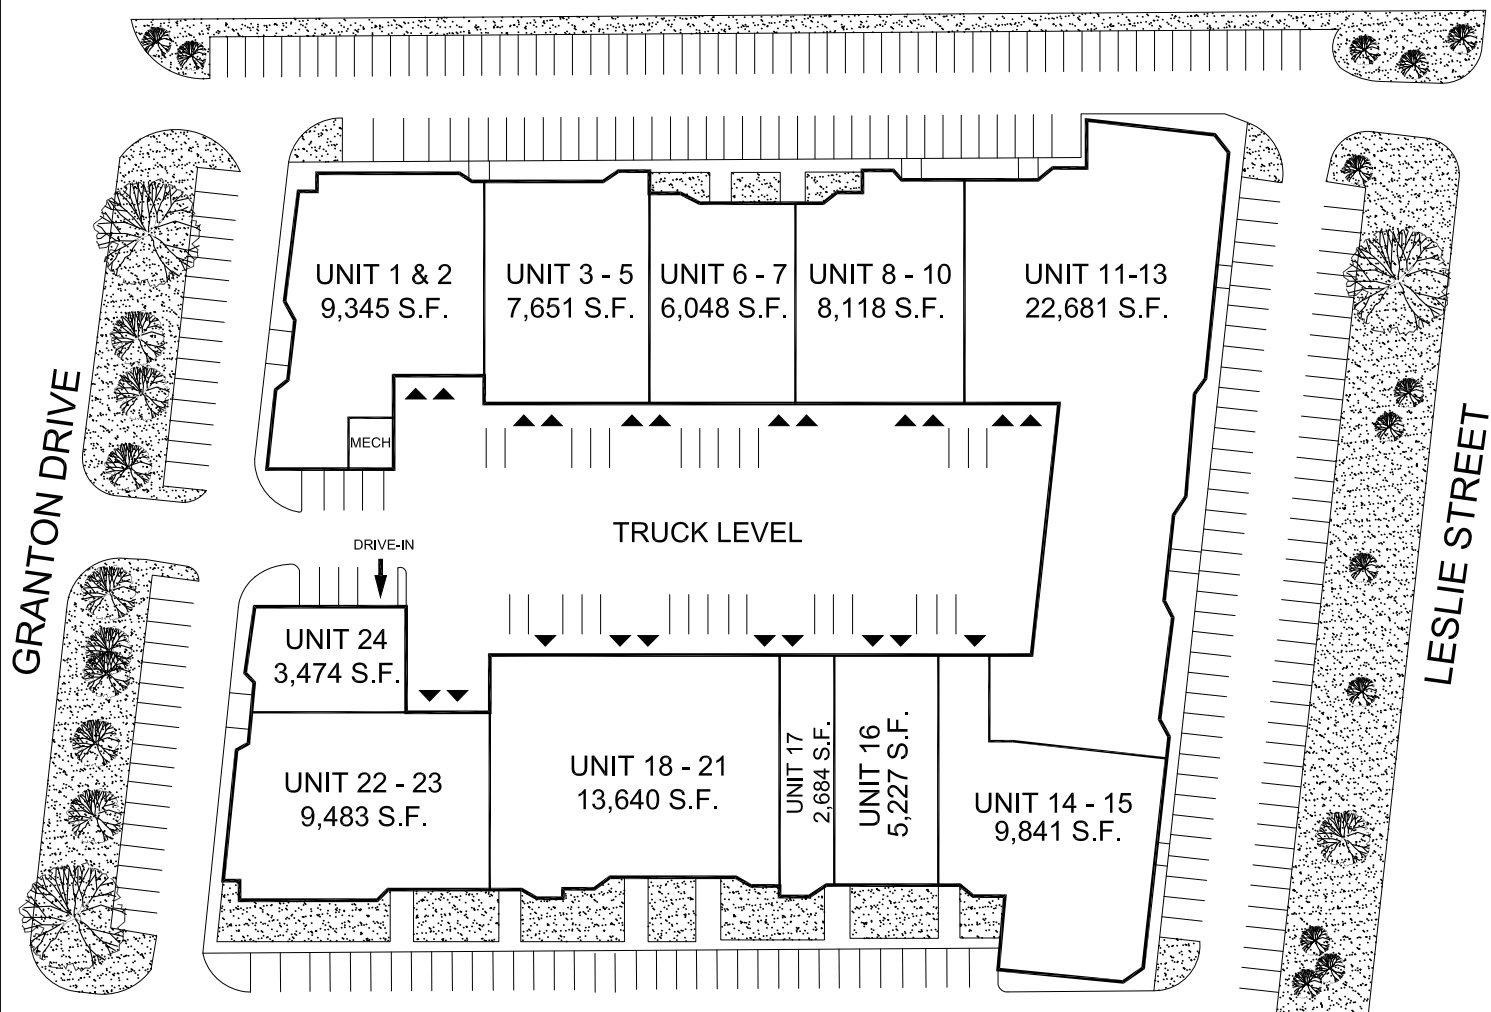 UNIT 1 & 2
9,345 S.F.
UNIT 3 - 5
7,651 S.F.
UNIT 6 - 7
6,048 S.F.
UNIT 8 - 10
8,118 S.F.
UNIT 11-13
22,681 S.F.
MECH
GRANTON DRIVE
LESLIE STREET
TRUCK LEVEL
DRIVE-IN
UNIT 24
3,474 S.F.
UNIT 22 - 23
9,483 S.F.
UNIT 18 - 21
13,640 S.F.
UNIT 17
2,684 S.F.
UNIT 16
5,227 S.F.
UNIT 14 - 15
9,841 S.F.